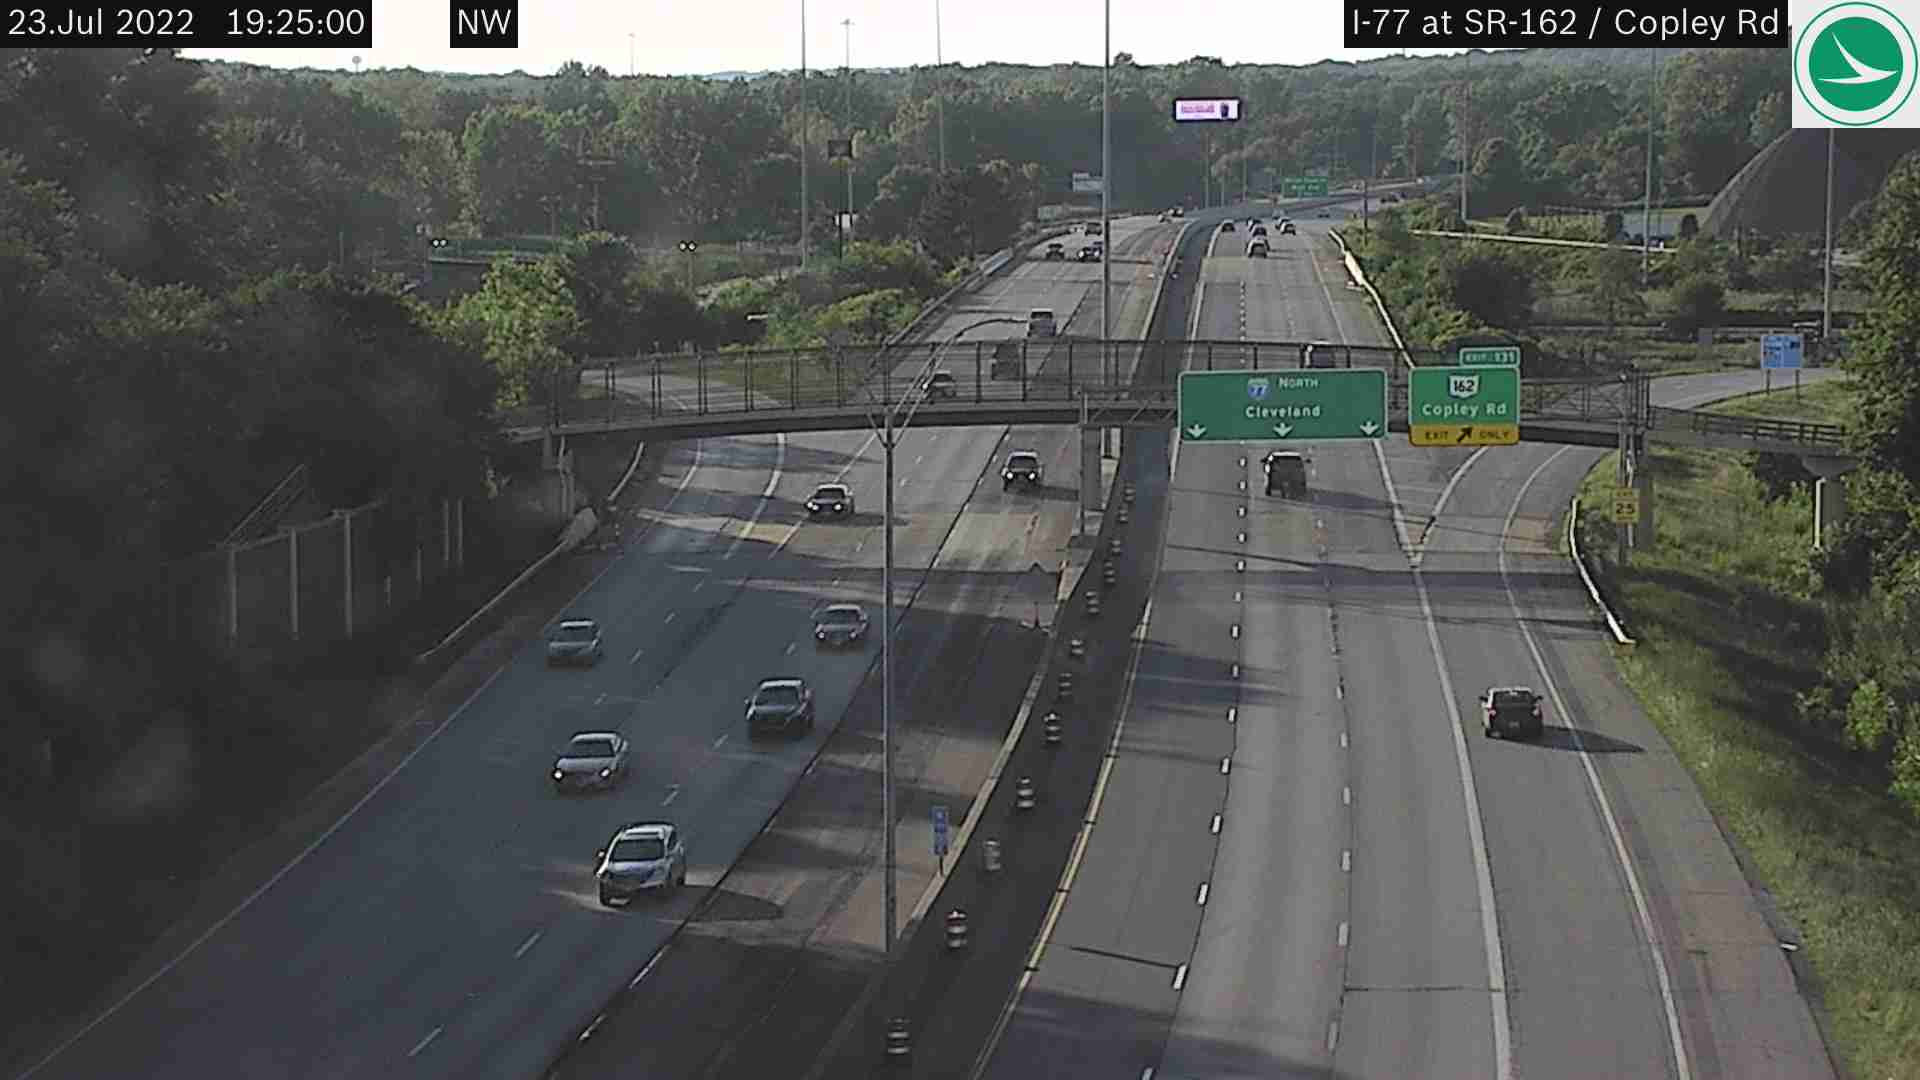 23.Jul 2022 19:25:00
NW
I-77 at SR-162 / Copley Rd
EXIT 131
77 NORTH
Cleveland
162
Copley Rd
EXIT ONLY
25